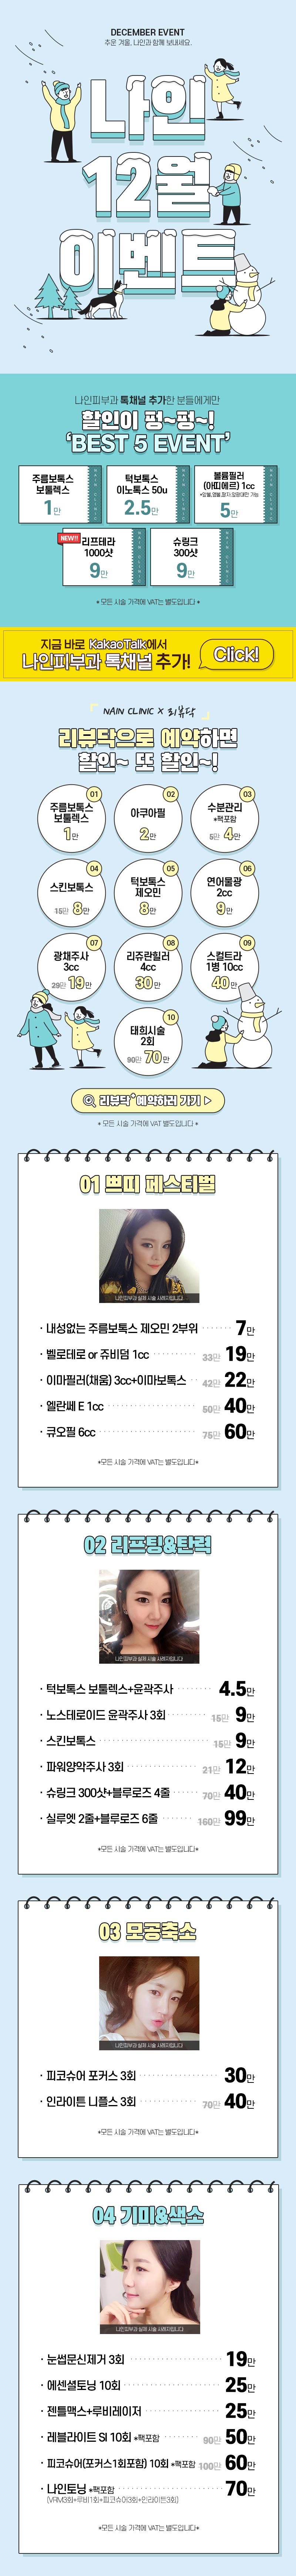 DECEMBER EVENT
추운 겨울, 나인과 함께 보내세요.
나인
12월
이벤트
나인피부과 톡채널 추가한 분들에게만
할인이 펑~펑~!
'BEST 5 EVENT'
주름보톡스
보툴렉스
1만
NAIN CLINIC
턱보톡스
이노톡스 50u
2.5만
NAIN CLINIC
볼륨필러
(아띠에르) 1cc
5만
NAIN CLINIC
NEW!!
리프테라
1000샷
9만
NAIN CLINIC
슈링크
300샷
9만
NAIN CLINIC
* 모든 시술 가격에 VAT는 별도입니다 *
지금 바로 KakaoTalk에서
나인피부과 톡채널 추가!
Click!
NAIN CLINIC X 리뷰닥
리뷰닥으로 예약하면
할인~ 또 할인~!
01
주름보톡스
보툴렉스
1만
02
아쿠아필
2만
03
수분관리
*팩포함
5만 4만
04
스킨보톡스
15만 8만
05
턱보톡스
제오민
8만
06
연어물광
2cc
9만
07
광채주사
3cc
29만 19만
08
리쥬란힐러
4cc
30만
09
스컬트라
1병 10cc
40만
10
태희시술
2회
90만 70만
리뷰닥 예약하러 가기
* 모든 시술 가격에 VAT 별도입니다 *
01 쁘띠 페스티벌
나인피부과 실제 시술 사례자입니다
· 내성없는 주름보톡스 제오민 2부위 7만
· 벨로테로 or 쥬비덤 1cc 33만 19만
· 이마필러(채움) 3cc+이마보톡스 42만 22만
· 엘란쎄 E 1cc 50만 40만
· 큐오필 6cc 75만 60만
*모든 시술 가격에 VAT는 별도입니다*
02 리프팅&탄력
나인피부과 실제 시술 사례자입니다
· 턱보톡스 보툴렉스+윤곽주사 4.5만
· 노스테로이드 윤곽주사 3회 15만 9만
· 스킨보톡스 15만 9만
· 파워양악주사 3회 21만 12만
· 슈링크 300샷+블루로즈 4줄 70만 40만
· 실루엣 2줄+블루로즈 6줄 160만 99만
*모든 시술 가격에 VAT는 별도입니다*
03 모공축소
나인피부과 실제 시술 사례자입니다
· 피코슈어 포커스 3회 30만
· 인라이튼 니플스 3회 70만 40만
*모든 시술 가격에 VAT는 별도입니다*
04 기미&색소
나인피부과 실제 시술 사례자입니다
· 눈썹문신제거 3회 19만
· 에센셜토닝 10회 25만
· 젠틀맥스+루비레이저 25만
· 레블라이트 SI 10회 *팩포함 90만 50만
· 피코슈어(포커스1회포함) 10회 *팩포함 100만 60만
· 나인토닝 *팩포함 70만
(VRM3회+루비1회+피코슈어3회+인라이튼3회)
*모든 시술 가격에 VAT는 별도입니다*